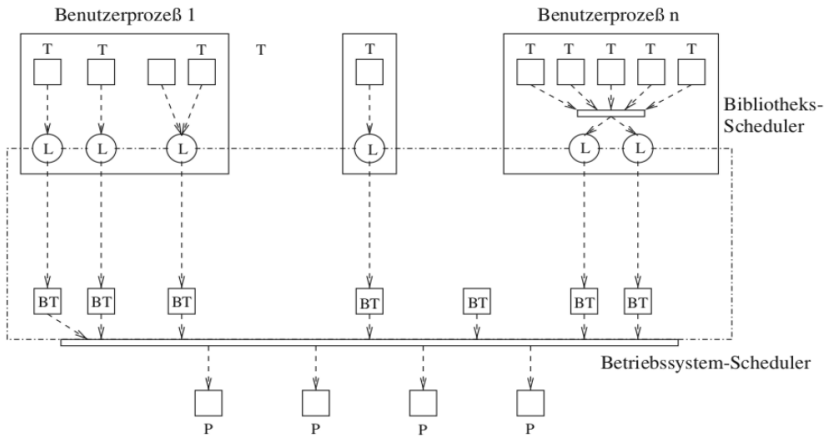 Benutzerprozeß 1
Benutzerprozeß n
T T T T T T T T T T
Bibliotheks-
Scheduler
L L L L L L
BT BT BT BT BT BT BT
Betriebssystem-Scheduler
P P P P